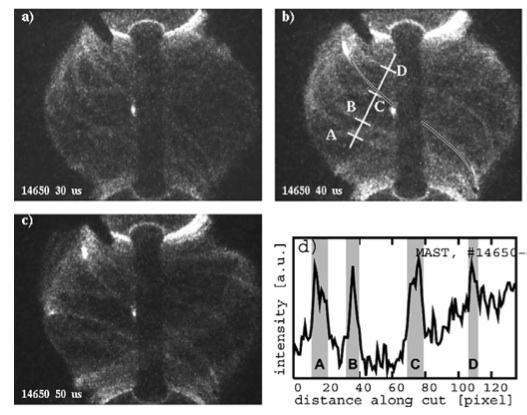 a)
14650 30 us
b)
D
C
B
A
14650 40 us
c)
14650 50 us
d)
MAST, #14650-
intensity [a.u.]
A B C D
0 20 40 60 80 100 120
distance along cut [pixel]